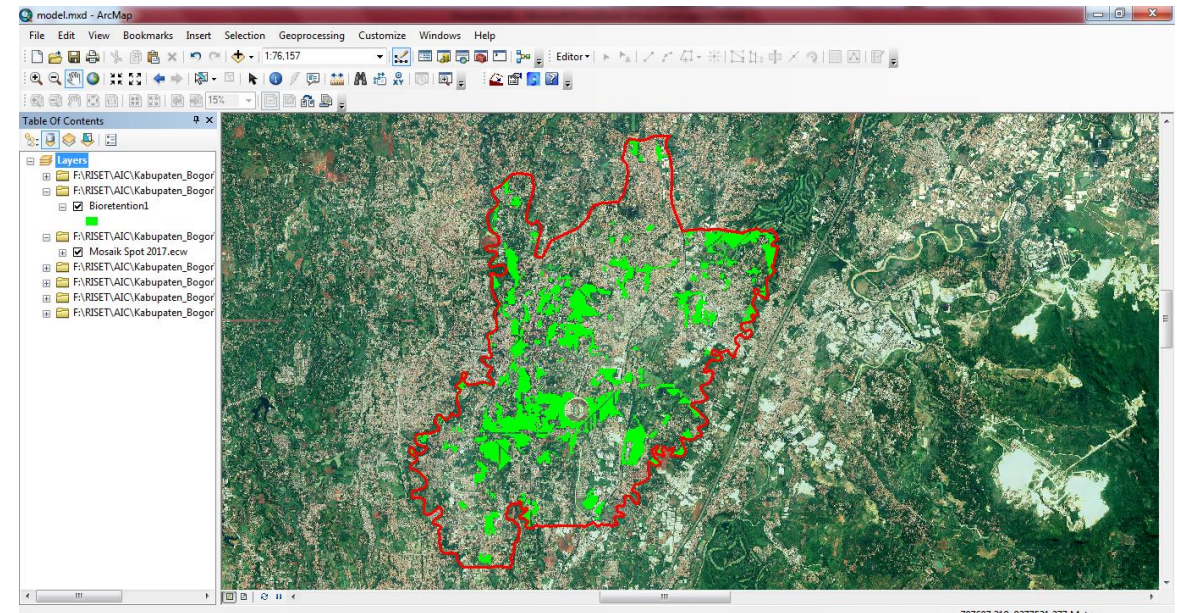 model.mxd - ArcMap
File Edit View Bookmarks Insert Selection Geoprocessing Customize Windows Help
1:76,157 Editor
15%
Table Of Contents
Layers
F:\RISET\AIC\Kabupaten_Bogor
F:\RISET\AIC\Kabupaten_Bogor
Bioretention1
F:\RISET\AIC\Kabupaten_Bogor
Mosaik Spot 2017.ecw
F:\RISET\AIC\Kabupaten_Bogor
F:\RISET\AIC\Kabupaten_Bogor
F:\RISET\AIC\Kabupaten_Bogor
F:\RISET\AIC\Kabupaten_Bogor